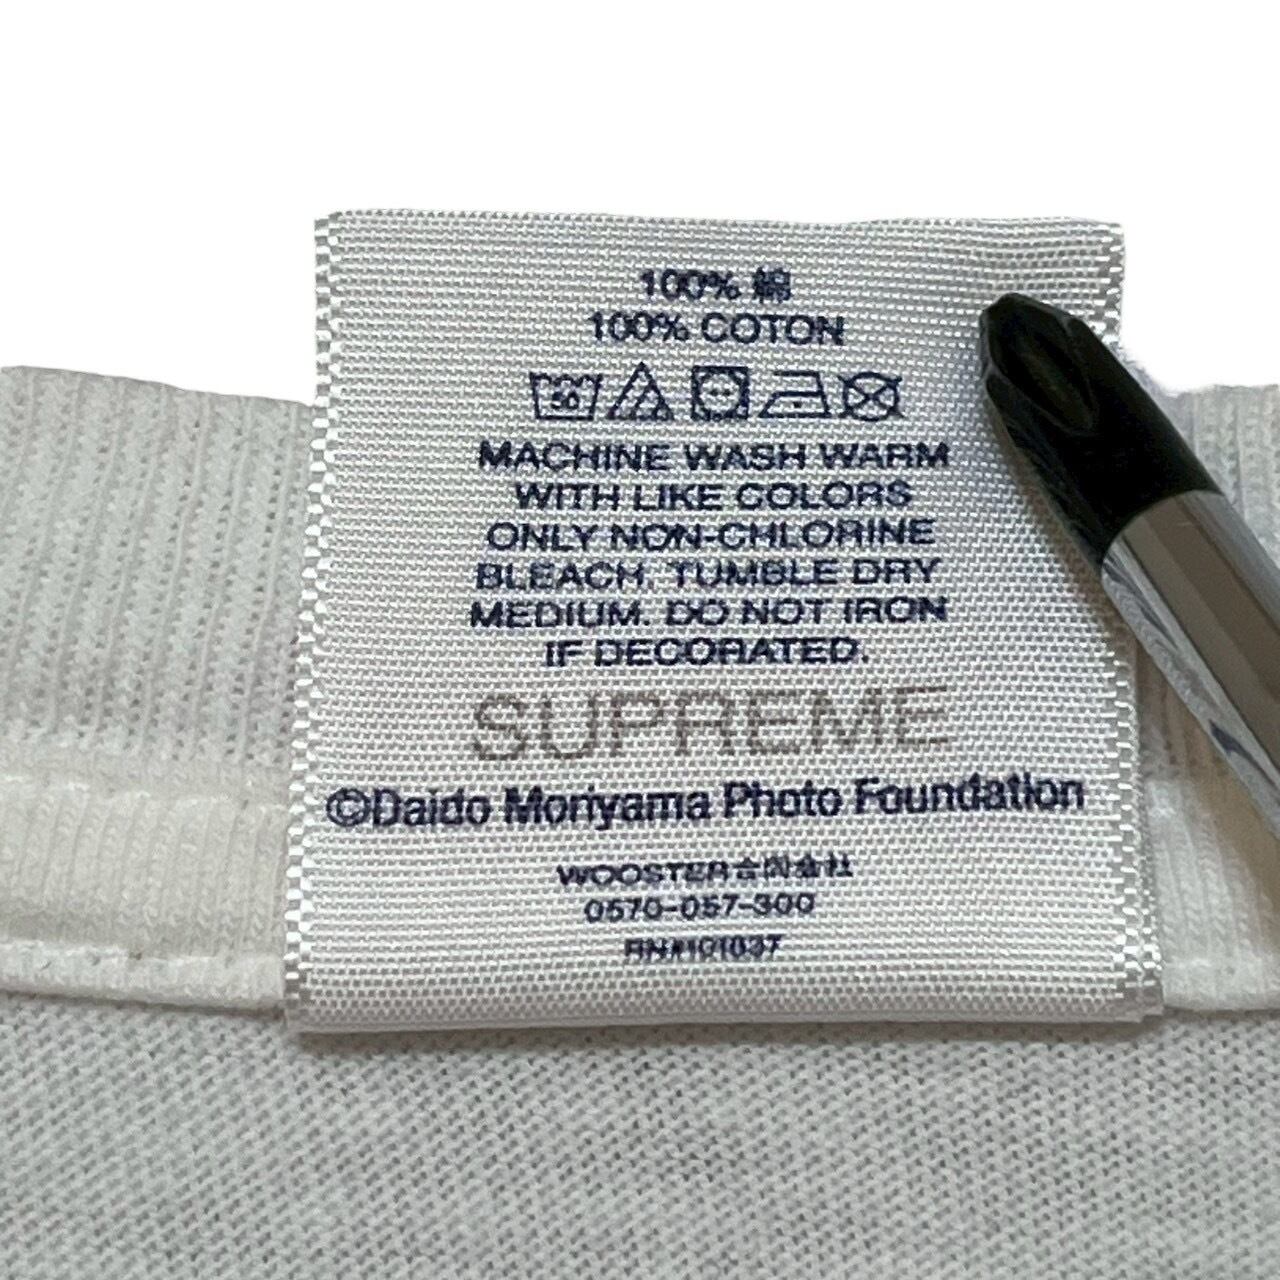 100% 綿
100% COTON
50
MACHINE WASH WARM
WITH LIKE COLORS
ONLY NON-CHLORINE
BLEACH, TUMBLE DRY
MEDIUM. DO NOT IRON
IF DECORATED.
SUPREME
©Daido Moriyama Photo Foundation
WOOSTER合同会社
0570-057-300
RN#101837